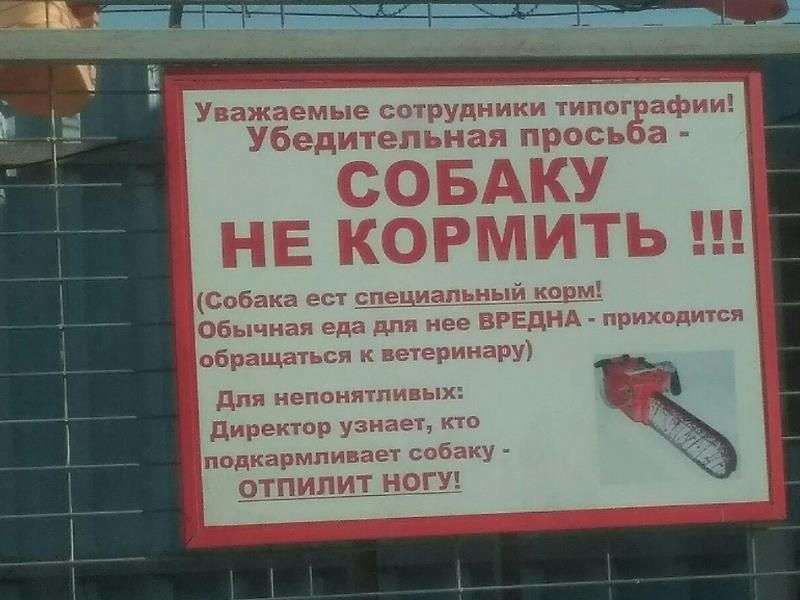 Уважаемые сотрудники типографии!
Убедительная просьба -
СОБАКУ
НЕ КОРМИТЬ !!!
(Собака ест специальный корм!
Обычная еда для нее ВРЕДНА - приходится
обращаться к ветеринару)
Для непонятливых:
Директор узнает, кто
подкармливает собаку -
ОТПИЛИТ НОГУ!